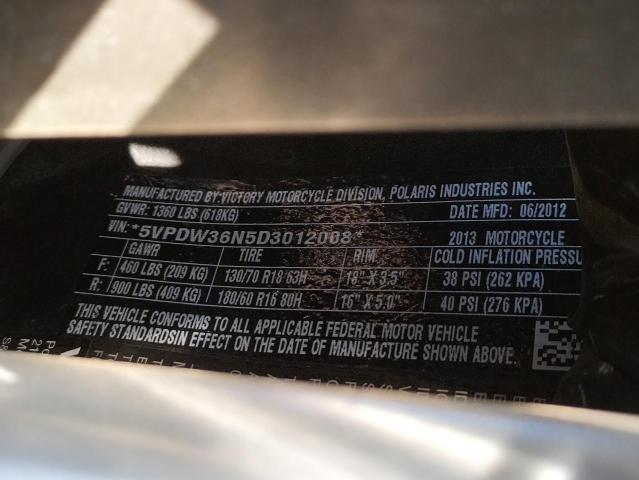 MANUFACTURED BY:VICTORY MOTORCYCLE DIVISION, POLARIS INDUSTRIES INC.
GVWR: 1360 LBS (618KG) DATE MFD: 06/2012
VIN: *5VPDW36N5D3012008* 2013 MOTORCYCLE
GAWR TIRE RIM COLD INFLATION PRESSU
F: 460 LBS (209 KG) 130/70 R18 63H 18" X 3.5" 38 PSI (262 KPA)
R: 900 LBS (409 KG) 180/60 R16 80H 16" X 5.0" 40 PSI (276 KPA)
THIS VEHICLE CONFORMS TO ALL APPLICABLE FEDERAL MOTOR VEHICLE
SAFETY STANDARDSIN EFFECT ON THE DATE OF MANUFACTURE SHOWN ABOVE.